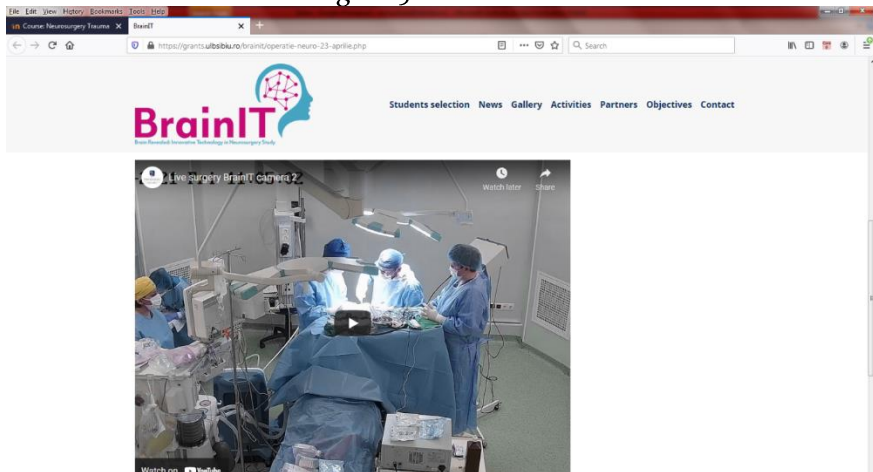 File Edit View History Bookmarks Tools Help
Course: Neurosurgery Trauma
BrainIT
https://grants.ulbsibiu.ro/brainit/operatie-neuro-23-aprilie.php
Search
Students selection News Gallery Activities Partners Objectives Contact
BrainIT
Brain Revealed: Innovative Technology in Neurosurgery Study
Live surgery BrainIT camera 2
Watch later Share
Watch on YouTube